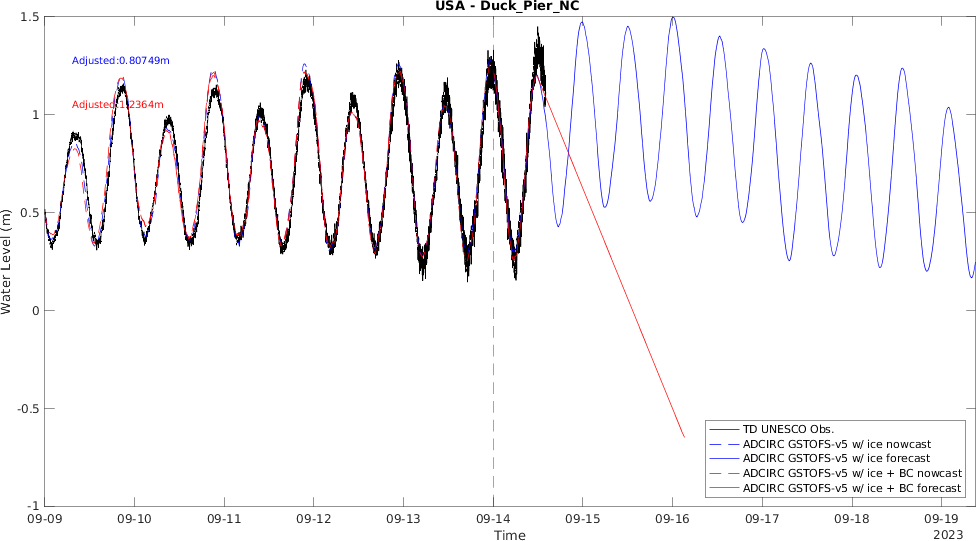 USA - Duck_Pier_NC
1.5
Adjusted:0.80749m
Adjusted:1.2364m
1
0.5
Water Level (m)
0
-0.5
TD UNESCO Obs.
ADCIRC GSTOFS-v5 w/ ice nowcast
ADCIRC GSTOFS-v5 w/ ice forecast
ADCIRC GSTOFS-v5 w/ ice + BC nowcast
ADCIRC GSTOFS-v5 w/ ice + BC forecast
-1
09-09 09-10 09-11 09-12 09-13 09-14 09-15 09-16 09-17 09-18 09-19
Time 2023